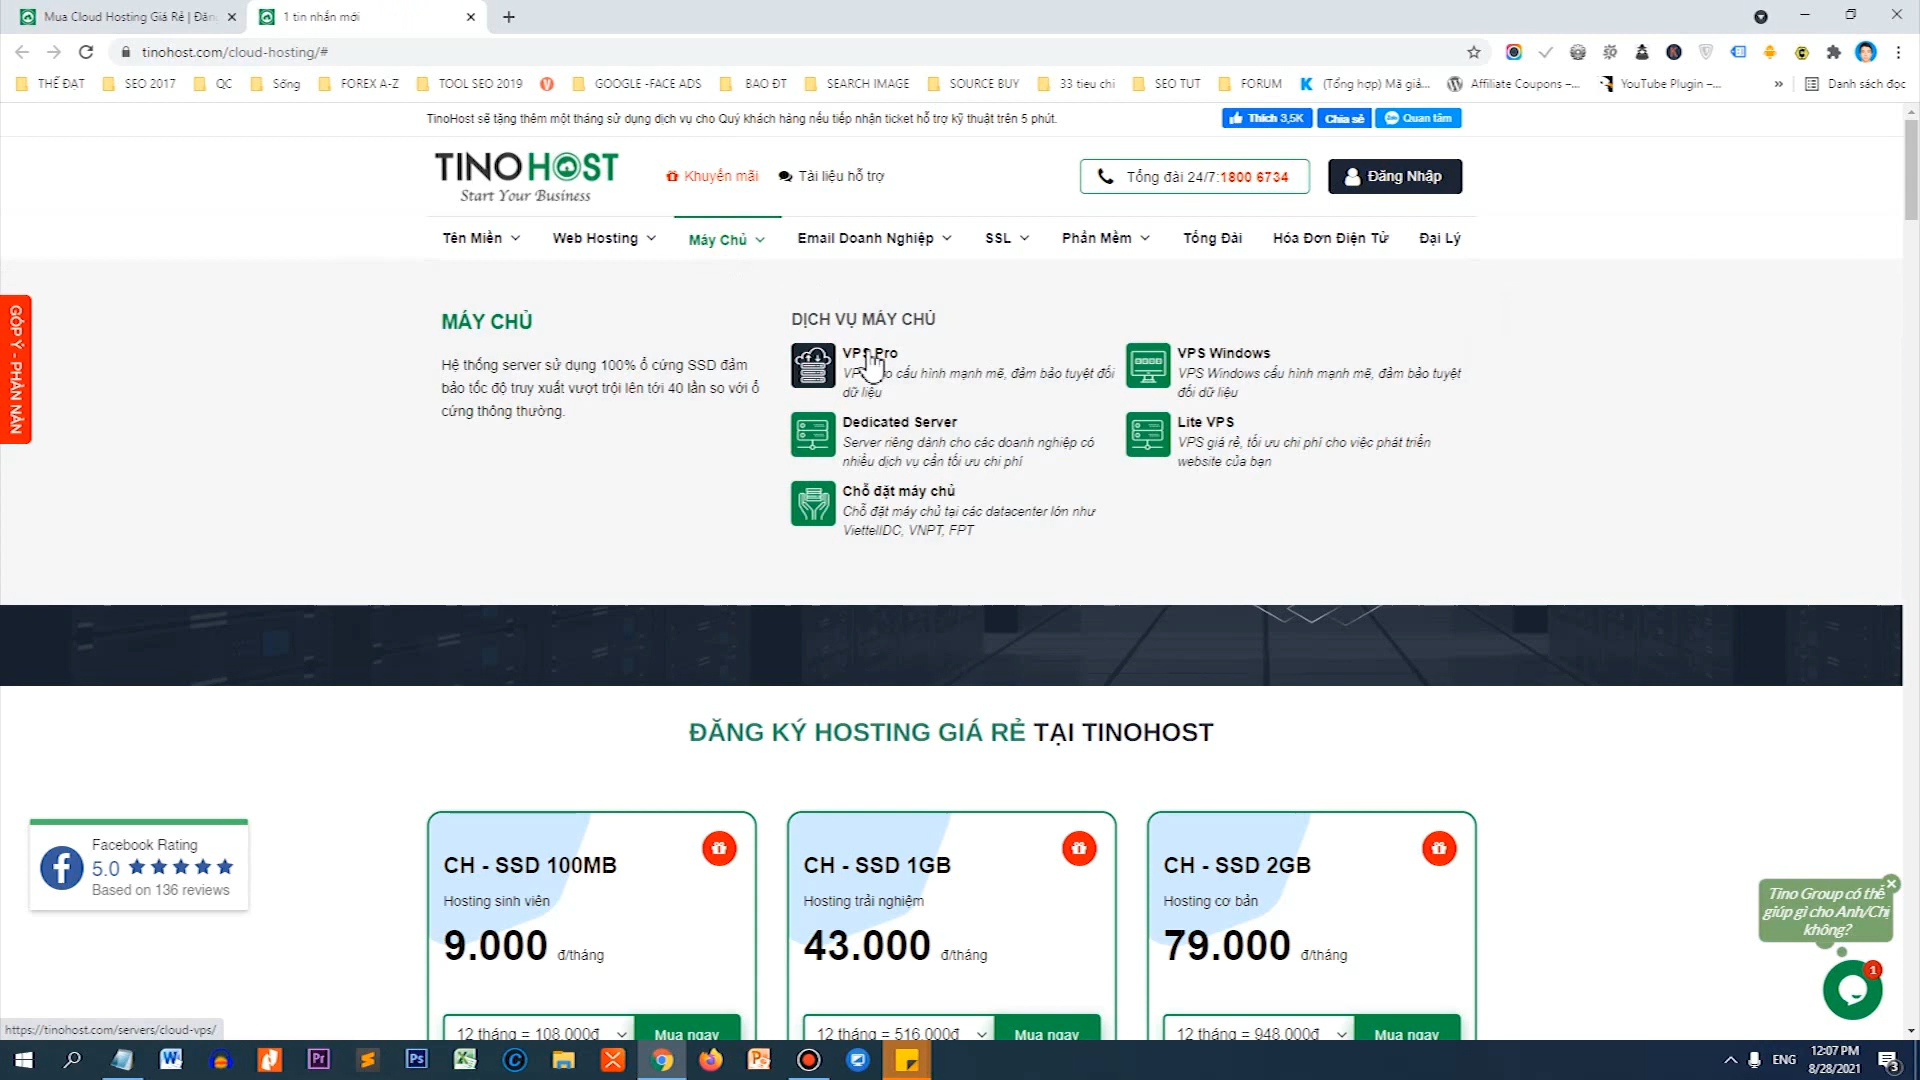 Mua Cloud Hosting Giá Rẻ | Đăn
1 tin nhắn mới
tinohost.com/cloud-hosting/#
THẾ ĐẠT
SEO 2017
QC
Sống
FOREX A-Z
TOOL SEO 2019
GOOGLE -FACE ADS
BAO ĐT
SEARCH IMAGE
SOURCE BUY
33 tieu chi
SEO TUT
FORUM
(Tổng hợp) Mã giả...
Affiliate Coupons –...
YouTube Plugin –...
»
Danh sách đọc
TinoHost sẽ tặng thêm một tháng sử dụng dịch vụ cho Quý khách hàng nếu tiếp nhận ticket hỗ trợ kỹ thuật trên 5 phút.
Thích 3,5K
Chia sẻ
Quan tâm
TINOHOST
Start Your Business
Khuyến mãi
Tài liệu hỗ trợ
Tổng đài 24/7:1800 6734
Đăng Nhập
Tên Miền
Web Hosting
Máy Chủ
Email Doanh Nghiệp
SSL
Phần Mềm
Tổng Đài
Hóa Đơn Điện Tử
Đại Lý
GÓP Ý - PHÀN NÀN
MÁY CHỦ
Hệ thống server sử dụng 100% ổ cứng SSD đảm
bảo tốc độ truy xuất vượt trội lên tới 40 lần so với ổ
cứng thông thường.
DỊCH VỤ MÁY CHỦ
VPS Pro
cấu hình mạnh mẽ, đảm bảo tuyệt đối
dữ liệu
VPS Windows
VPS Windows cấu hình mạnh mẽ, đảm bảo tuyệt
đối dữ liệu
Dedicated Server
Server riêng dành cho các doanh nghiệp có
nhiều dịch vụ cần tối ưu chi phí
Lite VPS
VPS giá rẻ, tối ưu chi phí cho việc phát triển
website của bạn
Chỗ đặt máy chủ
Chỗ đặt máy chủ tại các datacenter lớn như
ViettelIDC, VNPT, FPT
ĐĂNG KÝ HOSTING GIÁ RẺ TẠI TINOHOST
CH - SSD 100MB
Hosting sinh viên
9.000 đ/tháng
12 tháng = 108.000đ
Mua ngay
CH - SSD 1GB
Hosting trải nghiệm
43.000 đ/tháng
12 tháng = 516.000đ
Mua ngay
CH - SSD 2GB
Hosting cơ bản
79.000 đ/tháng
12 tháng = 948.000đ
Mua ngay
Facebook Rating
5.0
Based on 136 reviews
Tino Group có thể
giúp gì cho Anh/Chị
không?
1
https://tinohost.com/servers/cloud-vps/
ENG
12:07 PM
8/28/2021
3